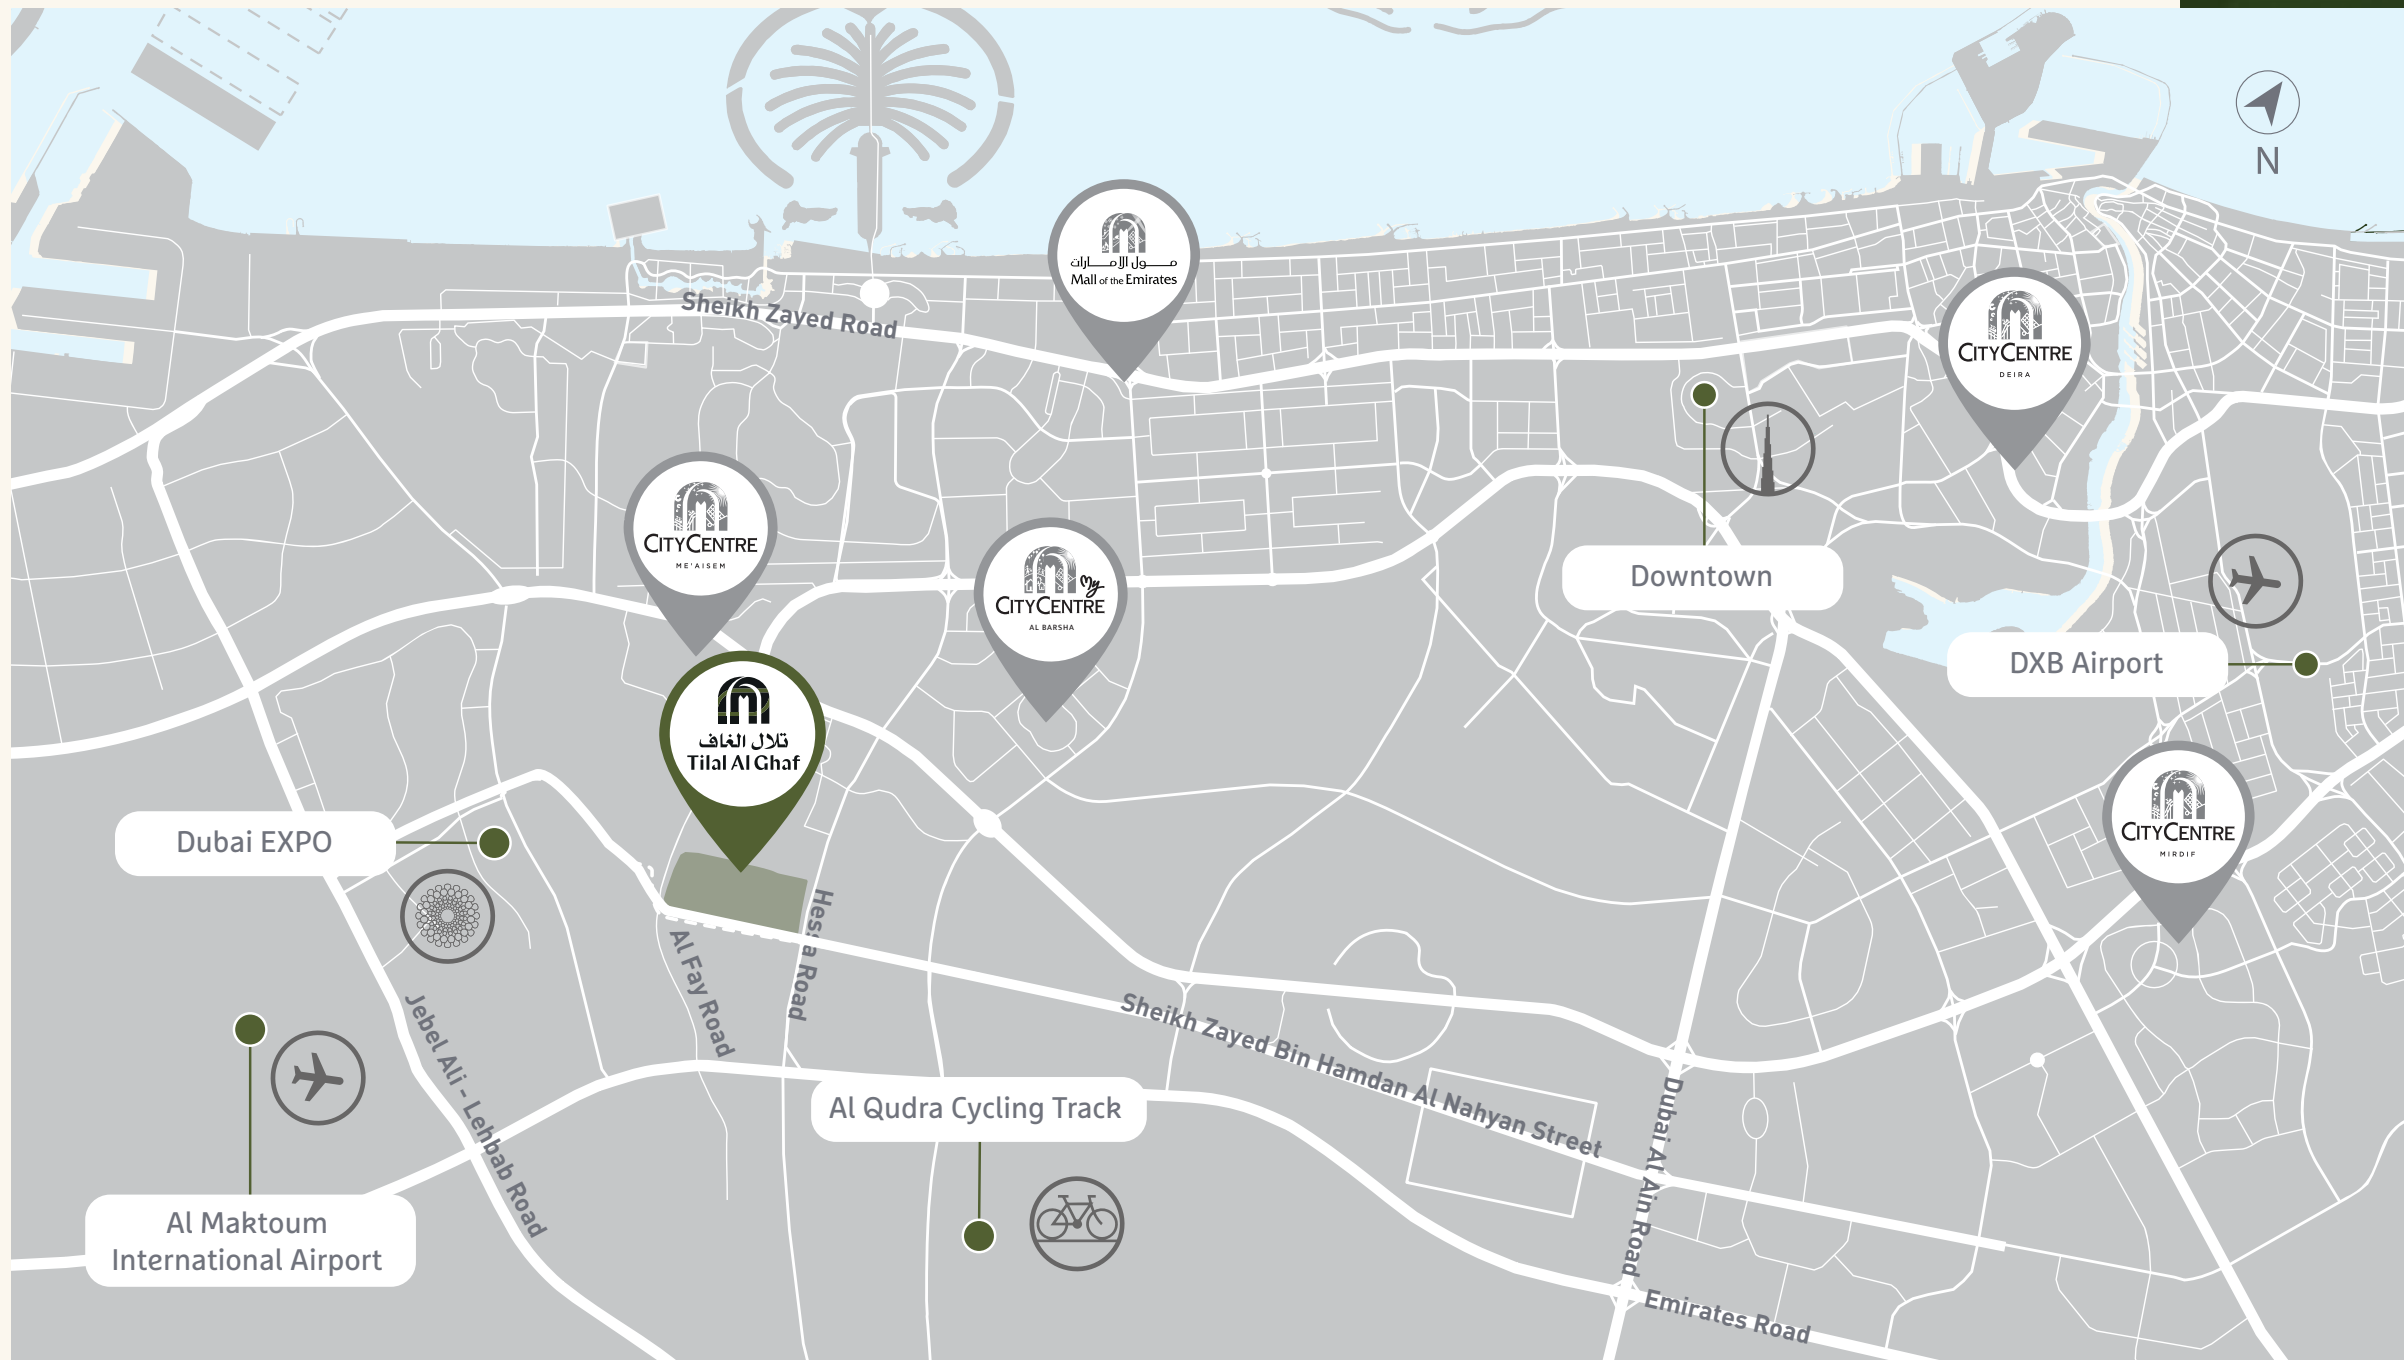 N
مول الإمارات
Mall of the Emirates
CITY CENTRE
DEIRA
Sheikh Zayed Road
CITY CENTRE
ME'AISEM
My
CITY CENTRE
AL BARSHA
Downtown
DXB Airport
تلال الغاف
Tilal Al Ghaf
CITY CENTRE
MIRDIF
Dubai EXPO
Hessa Road
Al Fay Road
Jebel Ali - Lehbab Road
Sheikh Zayed Bin Hamdan Al Nahyan Street
Al Qudra Cycling Track
Dubai Al Ain Road
Al Maktoum
International Airport
Emirates Road